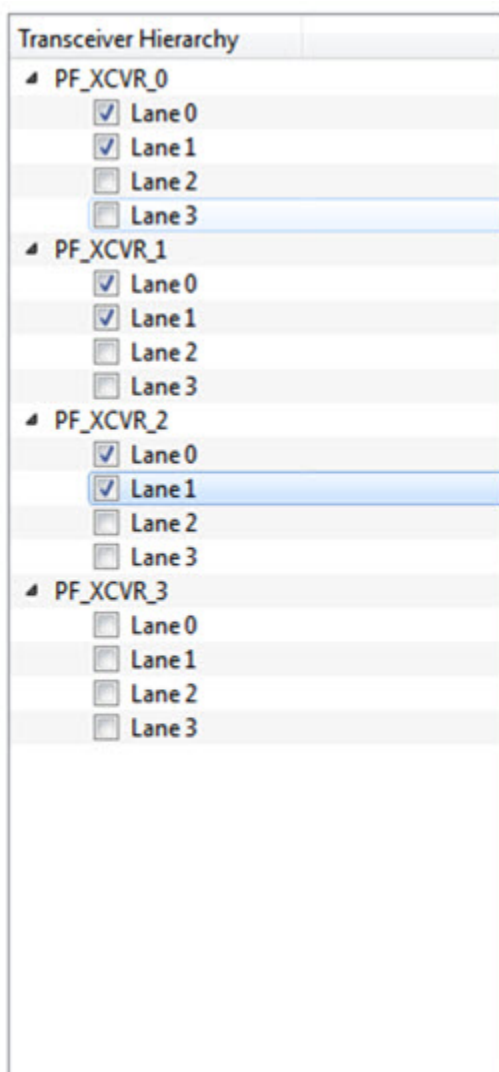 Transceiver Hierarchy
PF_XCVR_0
Lane 0
Lane 1
Lane 2
Lane 3
PF_XCVR_1
Lane 0
Lane 1
Lane 2
Lane 3
PF_XCVR_2
Lane 0
Lane 1
Lane 2
Lane 3
PF_XCVR_3
Lane 0
Lane 1
Lane 2
Lane 3